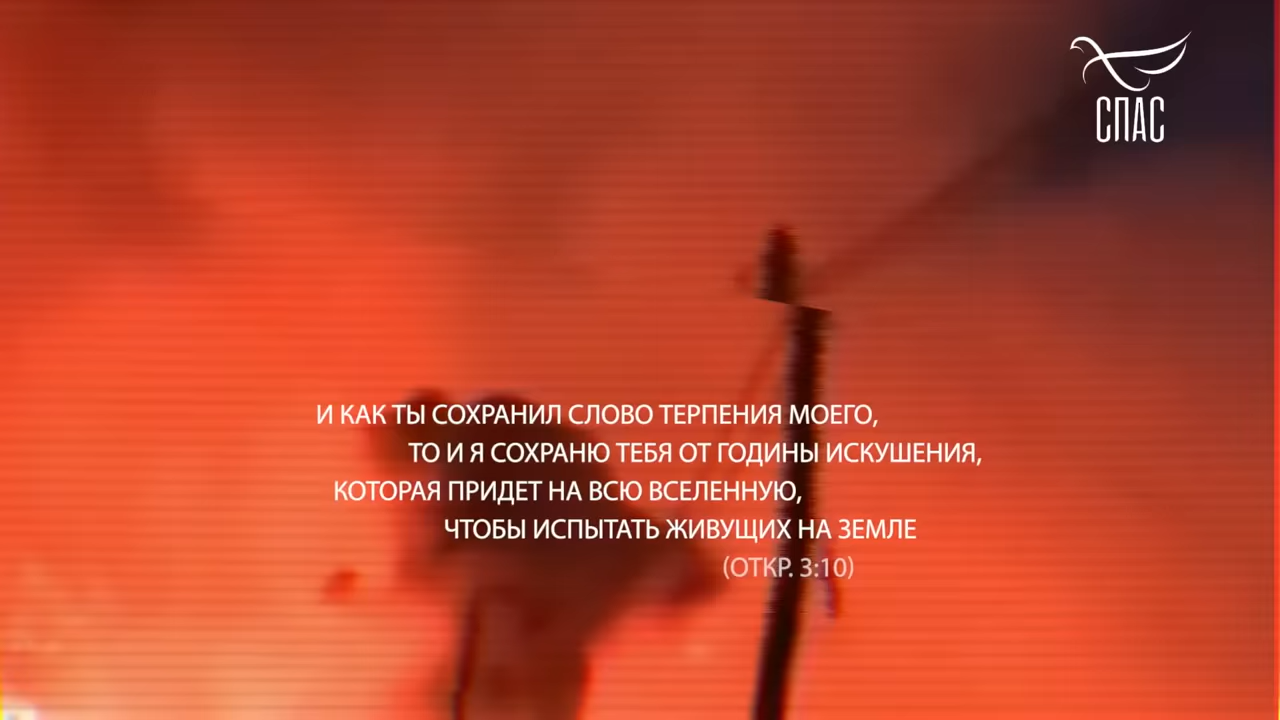 СПАС
И КАК ТЫ СОХРАНИЛ СЛОВО ТЕРПЕНИЯ МОЕГО,
ТО И Я СОХРАНЮ ТЕБЯ ОТ ГОДИНЫ ИСКУШЕНИЯ,
КОТОРАЯ ПРИДЕТ НА ВСЮ ВСЕЛЕННУЮ,
ЧТОБЫ ИСПЫТАТЬ ЖИВУЩИХ НА ЗЕМЛЕ
(ОТКР. 3:10)